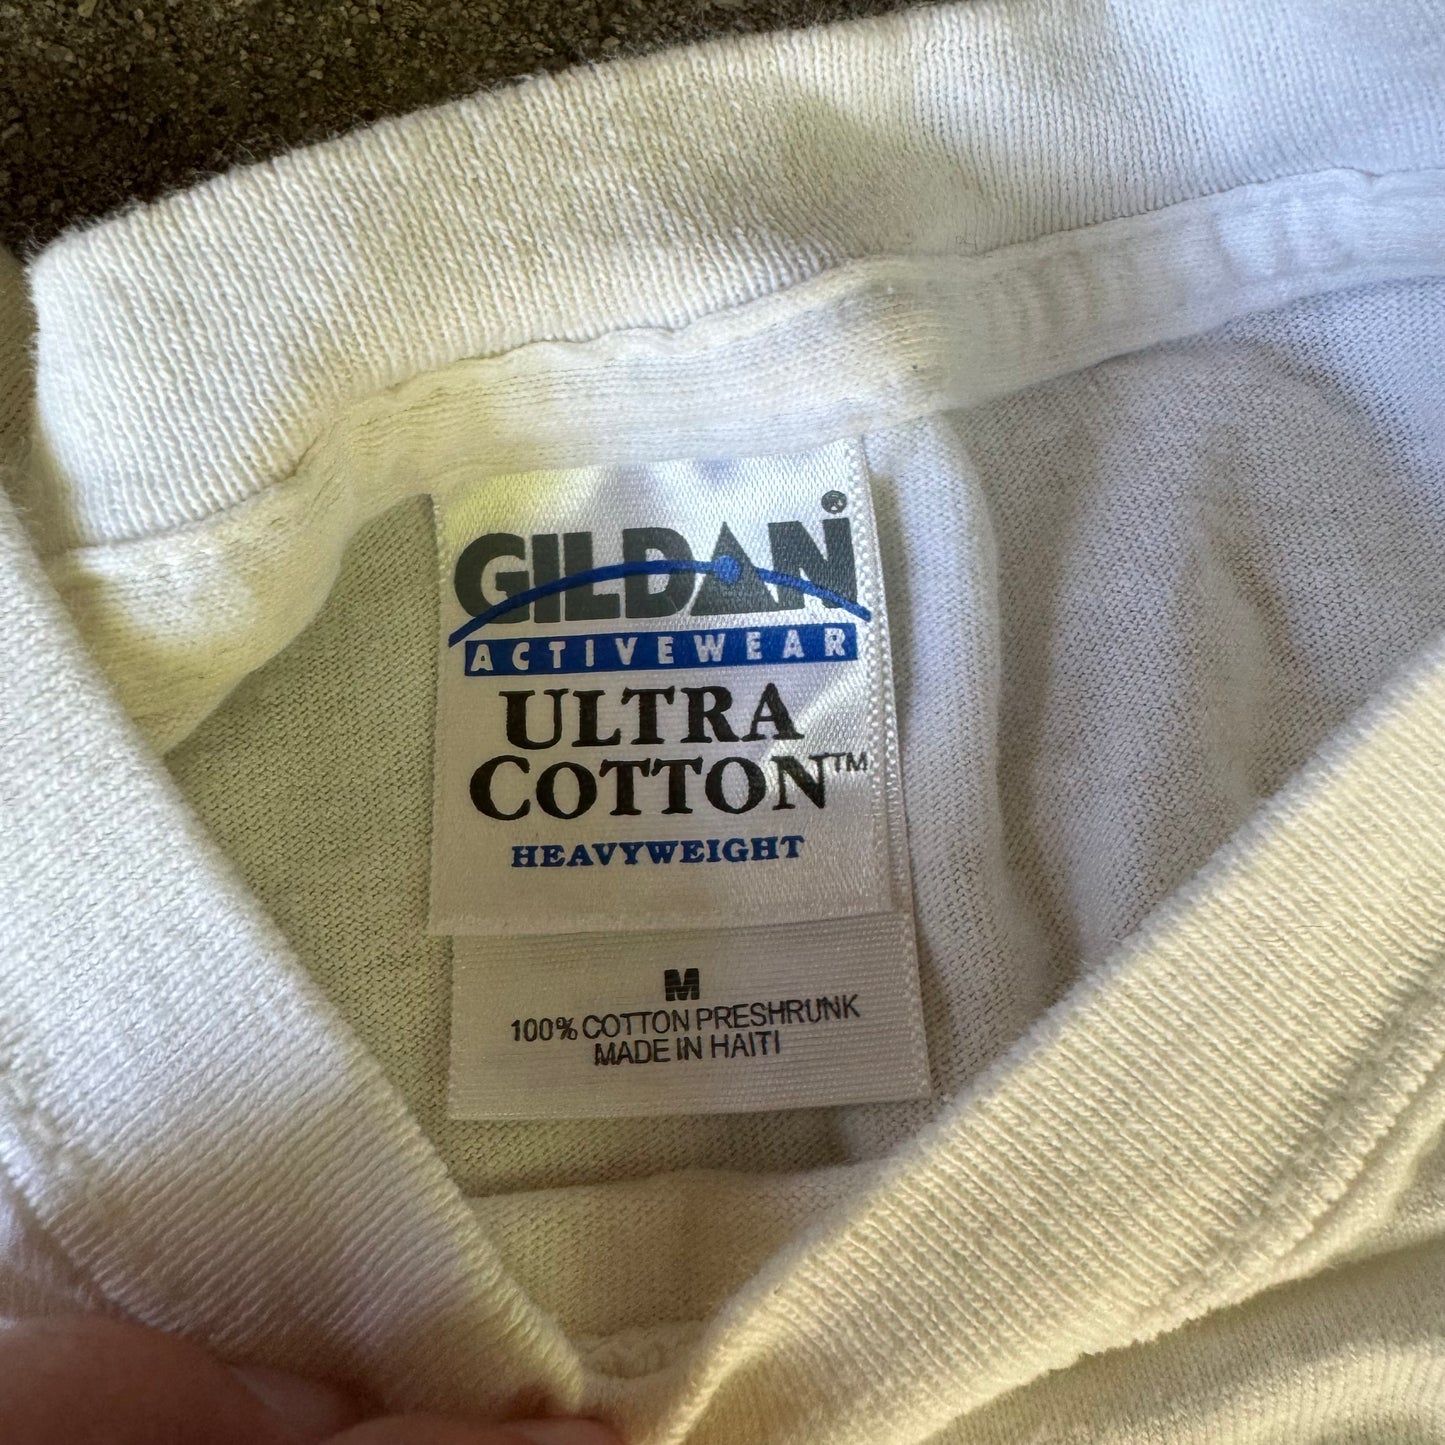 GILDAN®
ACTIVEWEAR
ULTRA
COTTON™
HEAVYWEIGHT
M
100% COTTON PRESHRUNK
MADE IN HAITI